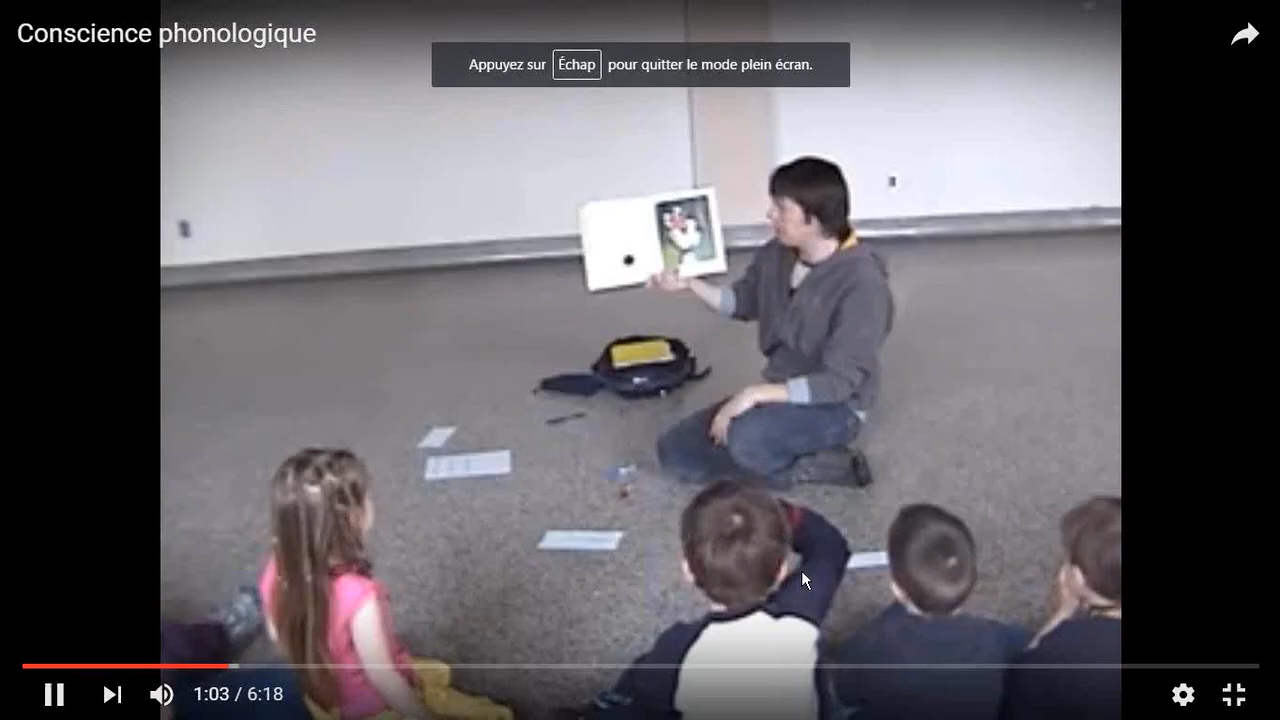 Conscience phonologique
Appuyez sur Échap pour quitter le mode plein écran.
1:03 / 6:18